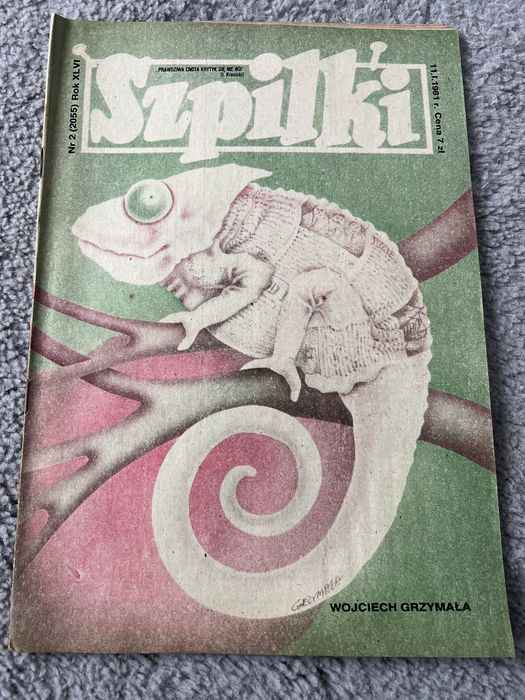 Nr 2 (2055) Rok XLVI
„PRAWDZIWA CNOTA KRYTYK SIĘ NIE BOI”
(I. Krasicki)
Szpilki
11.I.1981 r. Cena 7 zł
GRZYMAŁA
WOJCIECH GRZYMAŁA